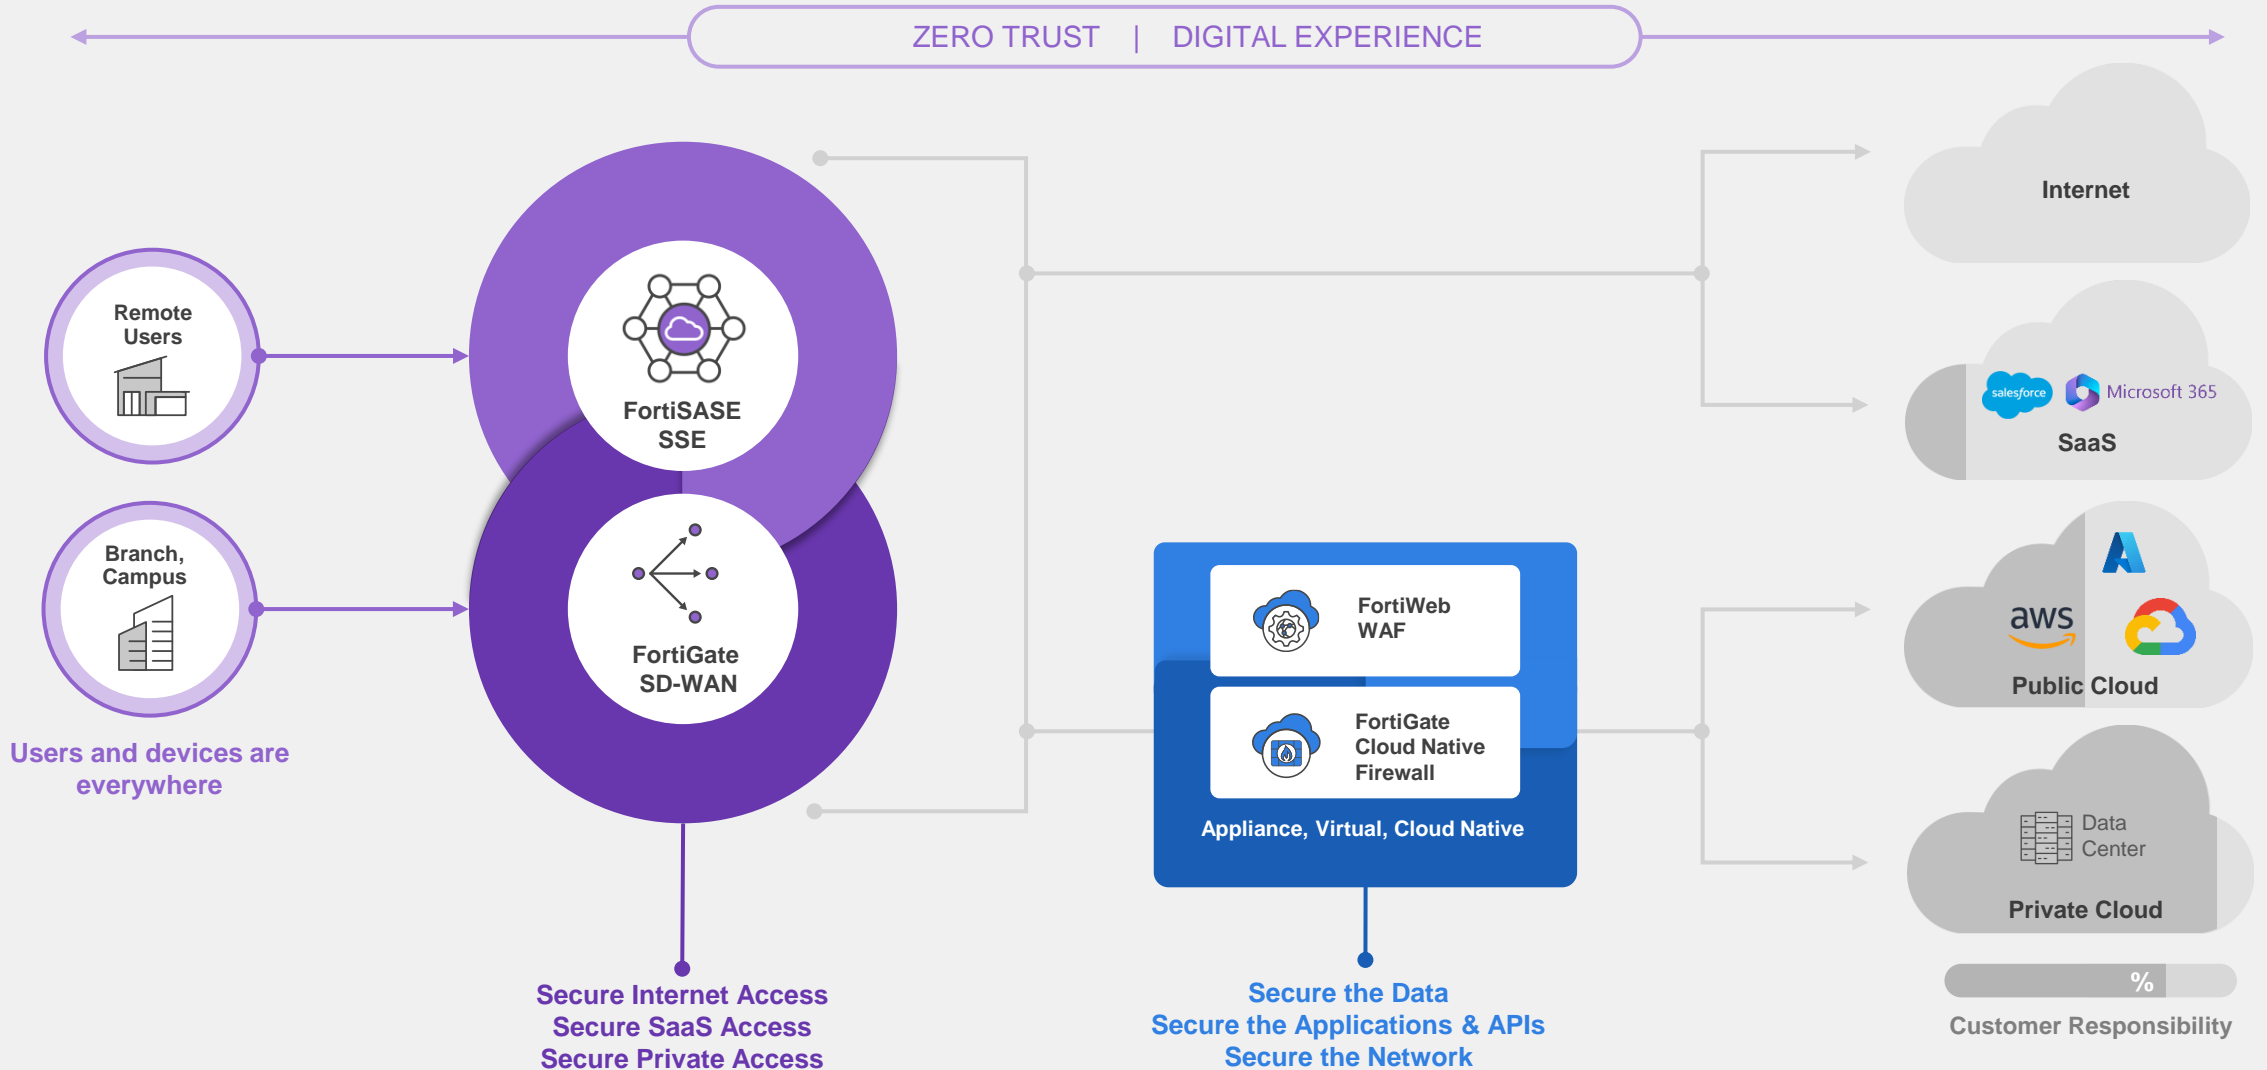 ZERO TRUST | DIGITAL EXPERIENCE
Remote
Users
Branch,
Campus
Users and devices are
everywhere
FortiSASE
SSE
FortiGate
SD-WAN
Secure Internet Access
Secure SaaS Access
Secure Private Access
FortiWeb
WAF
FortiGate
Cloud Native
Firewall
Appliance, Virtual, Cloud Native
Secure the Data
Secure the Applications & APIs
Secure the Network
Internet
salesforce
Microsoft 365
SaaS
aws
Public Cloud
Data
Center
Private Cloud
%
Customer Responsibility